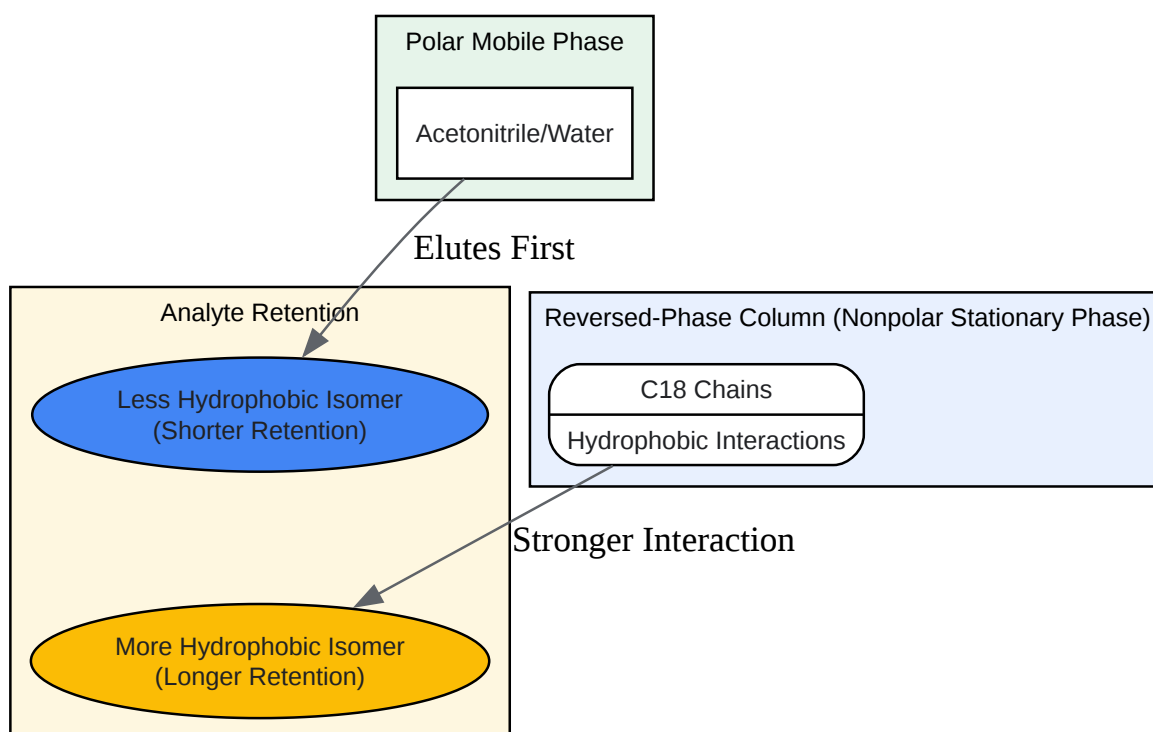 Polar Mobile Phase
Acetonitrile/Water
Elutes First
Analyte Retention
Less Hydrophobic Isomer
(Shorter Retention)
Reversed-Phase Column (Nonpolar Stationary Phase)
C18 Chains
Hydrophobic Interactions
Stronger Interaction
More Hydrophobic Isomer
(Longer Retention)